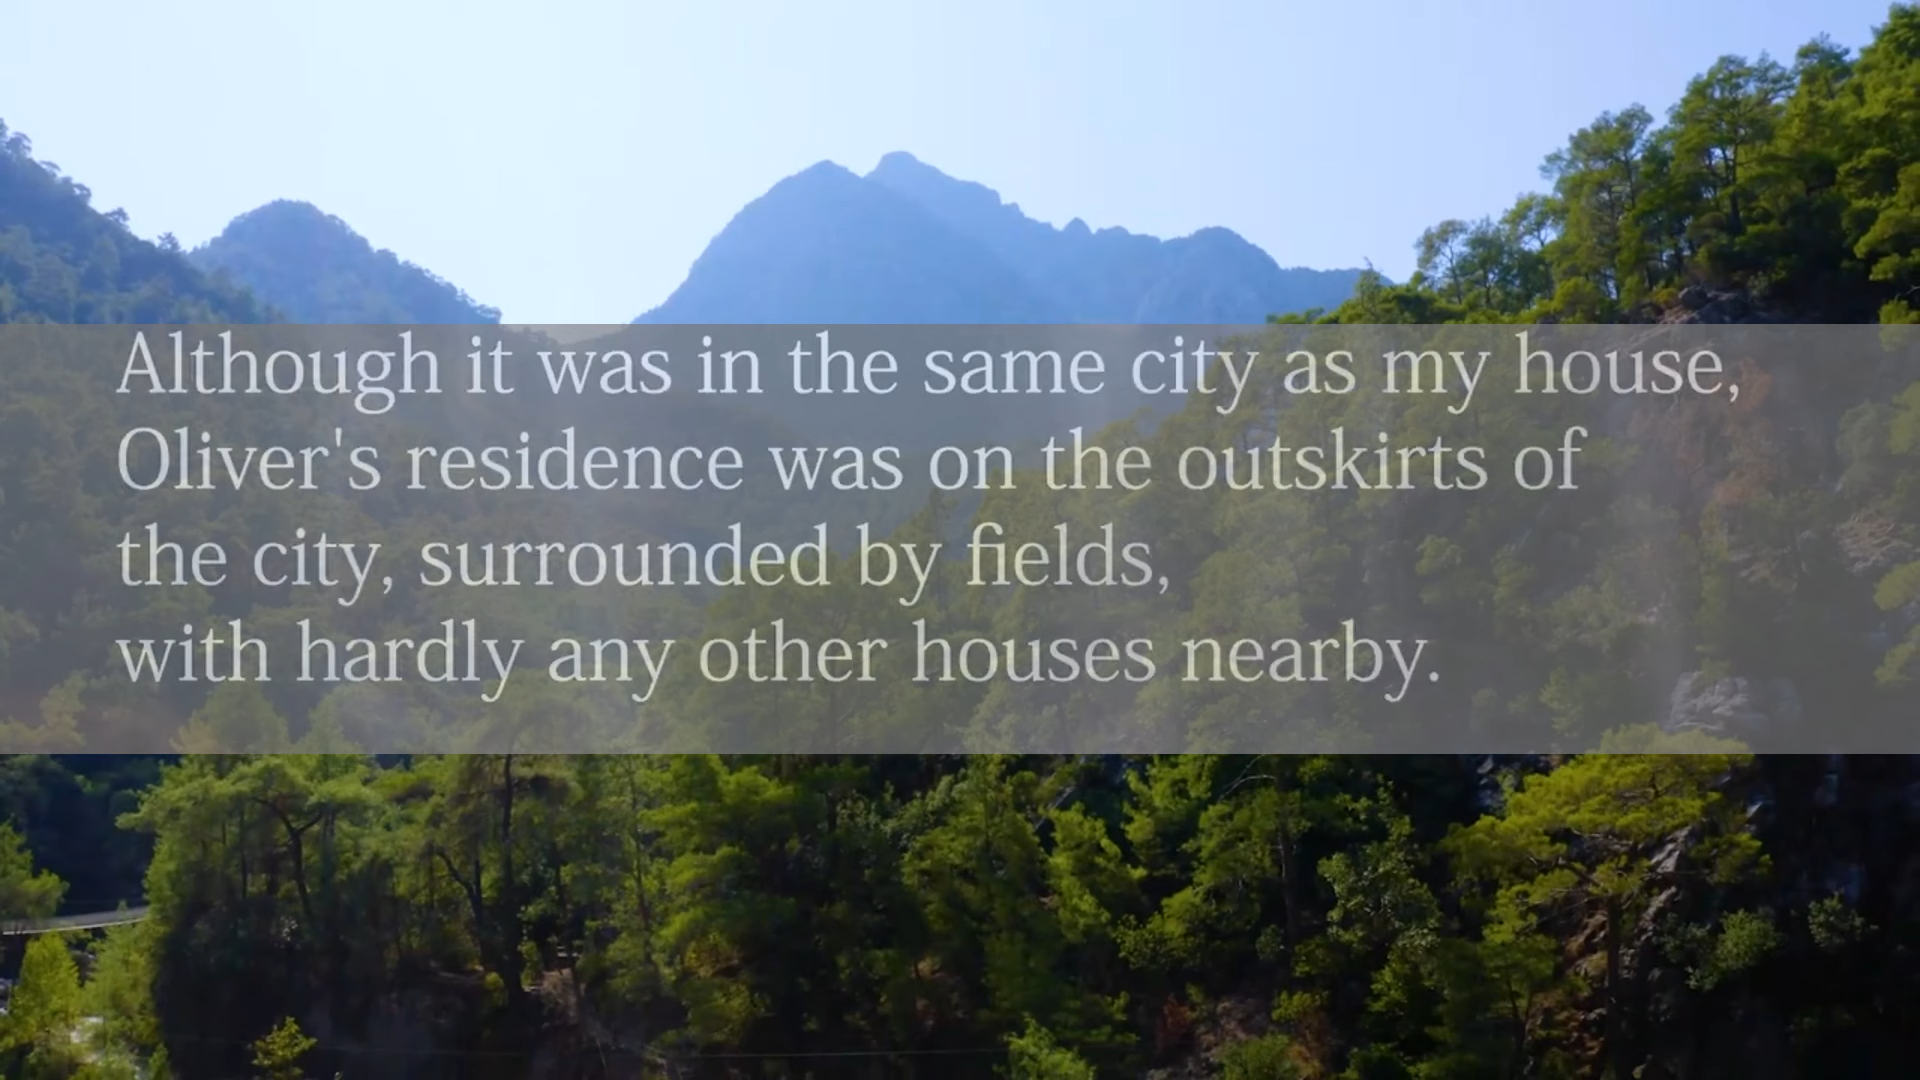 Although it was in the same city as my house,
Oliver's residence was on the outskirts of
the city, surrounded by fields,
with hardly any other houses nearby.